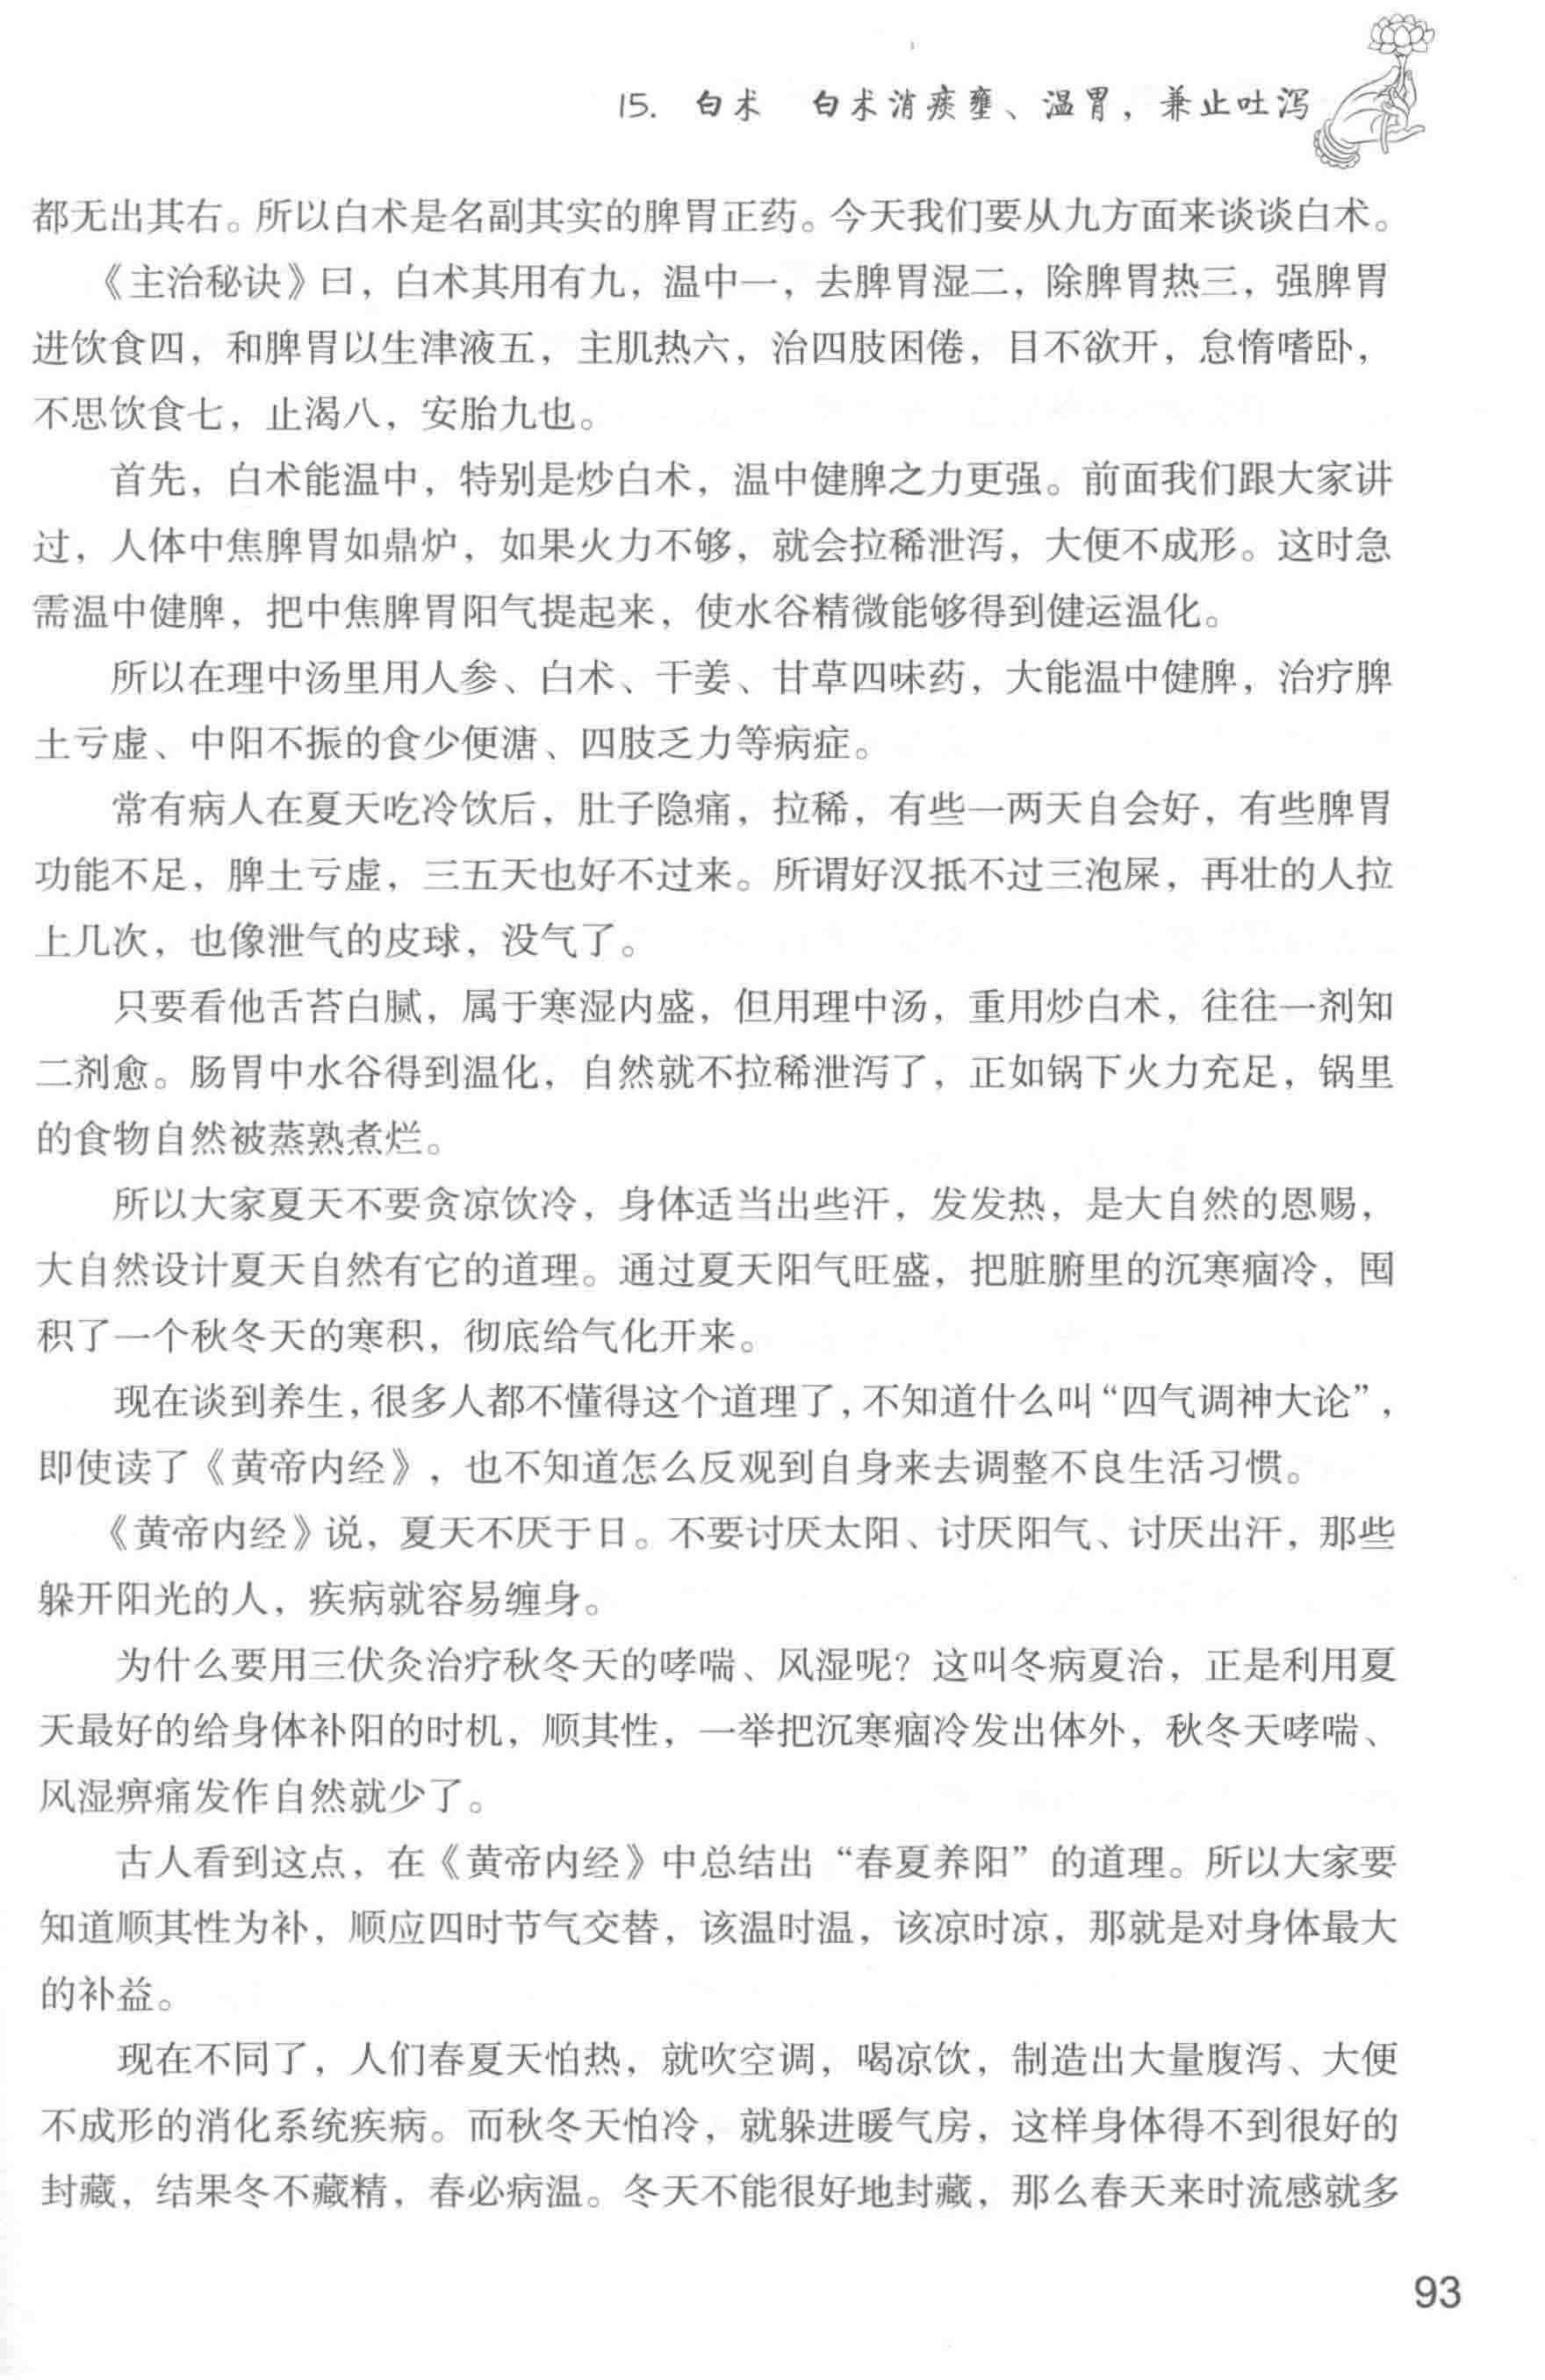 15. 白术　白术消痰壅、温胃，兼止吐泻
都无出其右。所以白术是名副其实的脾胃正药。今天我们要从九方面来谈谈白术。
《主治秘诀》曰，白术其用有九，温中一，去脾胃湿二，除脾胃热三，强脾胃
进饮食四，和脾胃以生津液五，主肌热六，治四肢困倦，目不欲开，怠惰嗜卧，
不思饮食七，止渴八，安胎九也。
首先，白术能温中，特别是炒白术，温中健脾之力更强。前面我们跟大家讲
过，人体中焦脾胃如鼎炉，如果火力不够，就会拉稀泄泻，大便不成形。这时急
需温中健脾，把中焦脾胃阳气提起来，使水谷精微能够得到健运温化。
所以在理中汤里用人参、白术、干姜、甘草四味药，大能温中健脾，治疗脾
土亏虚、中阳不振的食少便溏、四肢乏力等病症。
常有病人在夏天吃冷饮后，肚子隐痛，拉稀，有些一两天自会好，有些脾胃
功能不足，脾土亏虚，三五天也好不过来。所谓好汉抵不过三泡屎，再壮的人拉
上几次，也像泄气的皮球，没气了。
只要看他舌苔白腻，属于寒湿内盛，但用理中汤，重用炒白术，往往一剂知
二剂愈。肠胃中水谷得到温化，自然就不拉稀泄泻了，正如锅下火力充足，锅里
的食物自然被蒸熟煮烂。
所以大家夏天不要贪凉饮冷，身体适当出些汗，发发热，是大自然的恩赐，
大自然设计夏天自然有它的道理。通过夏天阳气旺盛，把脏腑里的沉寒痼冷，囤
积了一个秋冬天的寒积，彻底给气化开来。
现在谈到养生，很多人都不懂得这个道理了，不知道什么叫“四气调神大论”，
即使读了《黄帝内经》，也不知道怎么反观到自身来去调整不良生活习惯。
《黄帝内经》说，夏天不厌于日。不要讨厌太阳、讨厌阳气、讨厌出汗，那些
躲开阳光的人，疾病就容易缠身。
为什么要用三伏灸治疗秋冬天的哮喘、风湿呢？这叫冬病夏治，正是利用夏
天最好的给身体补阳的时机，顺其性，一举把沉寒痼冷发出体外，秋冬天哮喘、
风湿痹痛发作自然就少了。
古人看到这点，在《黄帝内经》中总结出“春夏养阳”的道理。所以大家要
知道顺其性为补，顺应四时节气交替，该温时温，该凉时凉，那就是对身体最大
的补益。
现在不同了，人们春夏天怕热，就吹空调，喝凉饮，制造出大量腹泻、大便
不成形的消化系统疾病。而秋冬天怕冷，就躲进暖气房，这样身体得不到很好的
封藏，结果冬不藏精，春必病温。冬天不能很好地封藏，那么春天来时流感就多
93